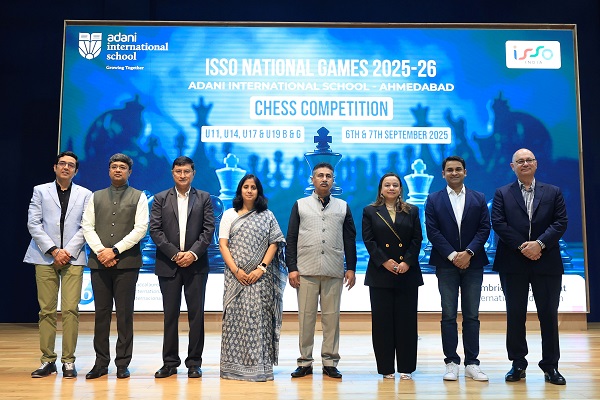 adani
international
school
Growing Together
isso
INDIA
ISSO NATIONAL GAMES 2025-26
ADANI INTERNATIONAL SCHOOL - AHMEDABAD
CHESS COMPETITION
U11, U14, U17 & U19 B & G
6TH & 7TH SEPTEMBER 2025